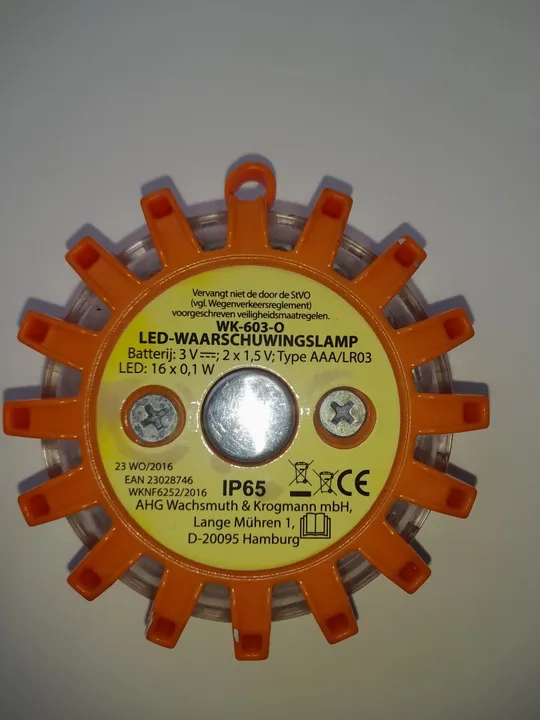 Vervangt niet de door de StVO
(vgl. Wegenverkeersreglement)
voorgeschreven veiligheidsmaatregelen.
WK-603-O
LED-WAARSCHUWINGSLAMP
Batterij: 3 V⎓; 2 x 1,5 V; Type AAA/LR03
LED: 16 x 0,1 W
23 WO/2016
EAN 23028746
WKNF6252/2016
IP65
CE
AHG Wachsmuth & Krogmann mbH,
Lange Mühren 1,
D-20095 Hamburg